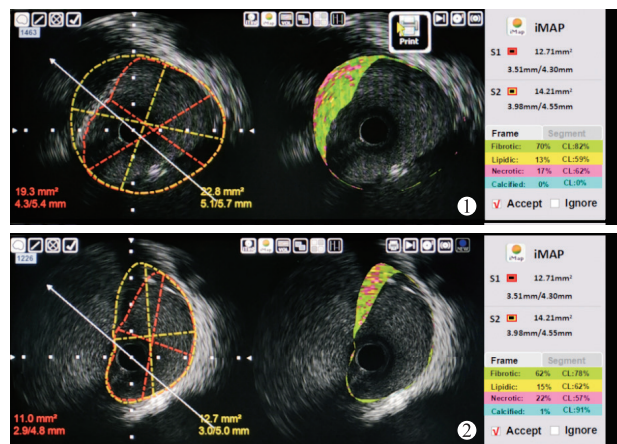 1463
Print
19.3 mm²
4.3/5.4 mm
22.8 mm²
5.1/5.7 mm
①
iMAP
S1 12.71mm²
3.51mm/4.30mm
S2 14.21mm²
3.98mm/4.55mm
Frame Segment
Fibrotic: 70% CL:82%
Lipidic: 13% CL:59%
Necrotic: 17% CL:62%
Calcified: 0% CL:0%
Accept Ignore
1226
11.0 mm²
2.9/4.8 mm
12.7 mm²
3.0/5.0 mm
②
iMAP
S1 12.71mm²
3.51mm/4.30mm
S2 14.21mm²
3.98mm/4.55mm
Frame Segment
Fibrotic: 62% CL:78%
Lipidic: 15% CL:62%
Necrotic: 22% CL:57%
Calcified: 1% CL:91%
Accept Ignore